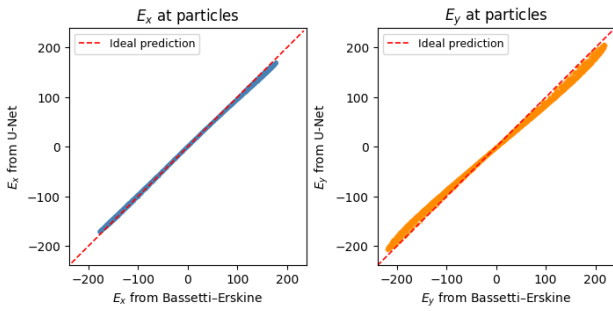 E_x at particles
Ideal prediction
200
100
0
−100
−200
E_x from U-Net
−200
−100
0
100
200
E_x from Bassetti–Erskine
E_y at particles
Ideal prediction
200
100
0
−100
−200
E_y from U-Net
−200
−100
0
100
200
E_y from Bassetti–Erskine